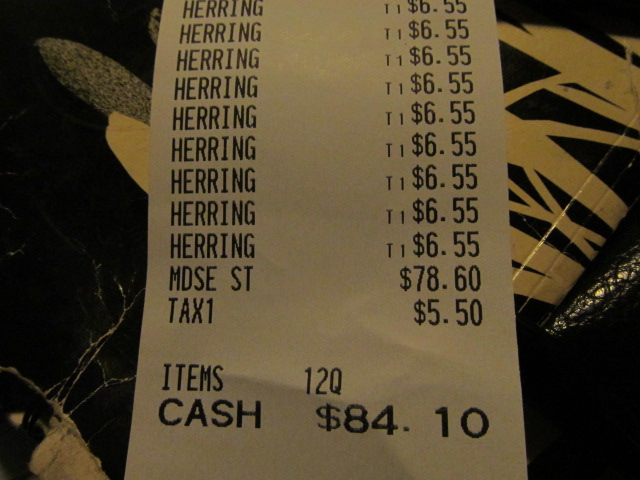 HERRING T1 $6.55
HERRING T1 $6.55
HERRING T1 $6.55
HERRING T1 $6.55
HERRING T1 $6.55
HERRING T1 $6.55
HERRING T1 $6.55
HERRING T1 $6.55
HERRING T1 $6.55
MDSE ST $78.60
TAX1 $5.50
ITEMS 12Q
CASH $84.10